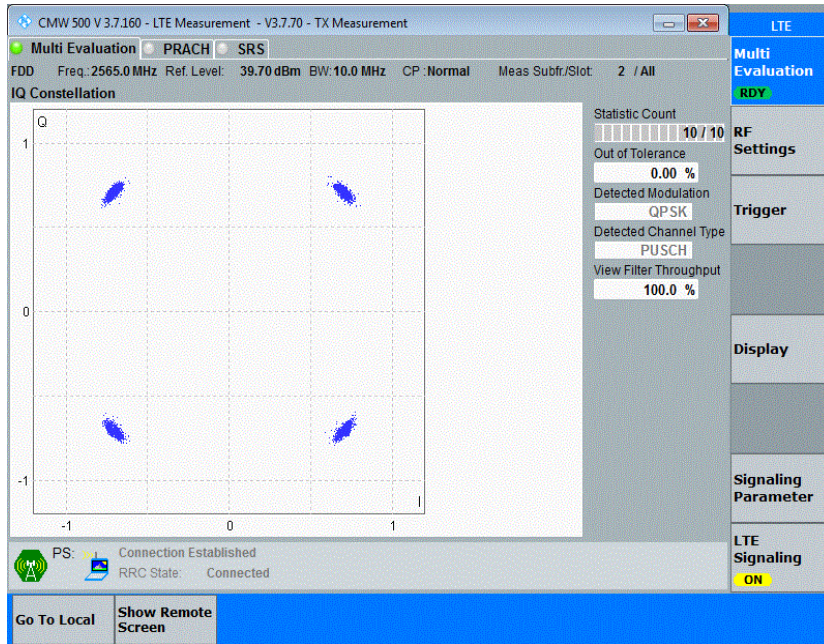 CMW 500 V 3.7.160 - LTE Measurement - V3.7.70 - TX Measurement
LTE
Multi Evaluation PRACH SRS
Multi
Evaluation
RDY
FDD Freq.: 2565.0 MHz Ref. Level: 39.70 dBm BW: 10.0 MHz CP : Normal Meas Subfr./Slot: 2 / All
IQ Constellation
Q
1
0
-1
-1
0
1
I
Statistic Count
10 / 10
Out of Tolerance
0.00 %
Detected Modulation
QPSK
Detected Channel Type
PUSCH
View Filter Throughput
100.0 %
RF
Settings
Trigger
Display
Signaling
Parameter
LTE
Signaling
ON
PS: Connection Established
RRC State: Connected
Go To Local
Show Remote
Screen